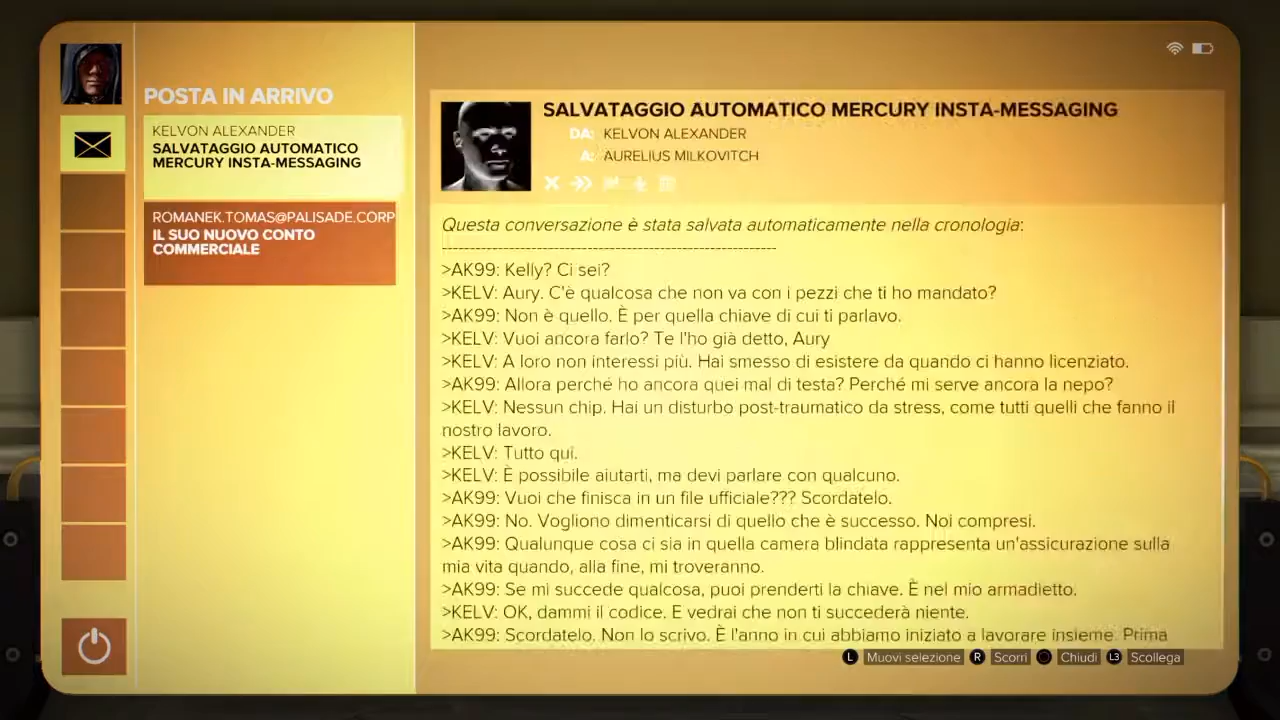 POSTA IN ARRIVO
KELVON ALEXANDER
SALVATAGGIO AUTOMATICO
MERCURY INSTA-MESSAGING
ROMANEK.TOMAS@PALISADE.CORP
IL SUO NUOVO CONTO
COMMERCIALE
SALVATAGGIO AUTOMATICO MERCURY INSTA-MESSAGING
DA: KELVON ALEXANDER
A: AURELIUS MILKOVITCH
Questa conversazione è stata salvata automaticamente nella cronologia:
------------------------------------------------------------
>AK99: Kelly? Ci sei?
>KELV: Aury. C'è qualcosa che non va con i pezzi che ti ho mandato?
>AK99: Non è quello. È per quella chiave di cui ti parlavo.
>KELV: Vuoi ancora farlo? Te l'ho già detto, Aury
>KELV: A loro non interessi più. Hai smesso di esistere da quando ci hanno licenziato.
>AK99: Allora perché ho ancora quei mal di testa? Perché mi serve ancora la nepo?
>KELV: Nessun chip. Hai un disturbo post-traumatico da stress, come tutti quelli che fanno il
nostro lavoro.
>KELV: Tutto qui.
>KELV: È possibile aiutarti, ma devi parlare con qualcuno.
>AK99: Vuoi che finisca in un file ufficiale??? Scordatelo.
>AK99: No. Vogliono dimenticarsi di quello che è successo. Noi compresi.
>AK99: Qualunque cosa ci sia in quella camera blindata rappresenta un'assicurazione sulla
mia vita quando, alla fine, mi troveranno.
>AK99: Se mi succede qualcosa, puoi prenderti la chiave. È nel mio armadietto.
>KELV: OK, dammi il codice. E vedrai che non ti succederà niente.
>AK99: Scordatelo. Non lo scrivo. È l'anno in cui abbiamo iniziato a lavorare insieme. Prima
L Muovi selezione R Scorri Chiudi L3 Scollega